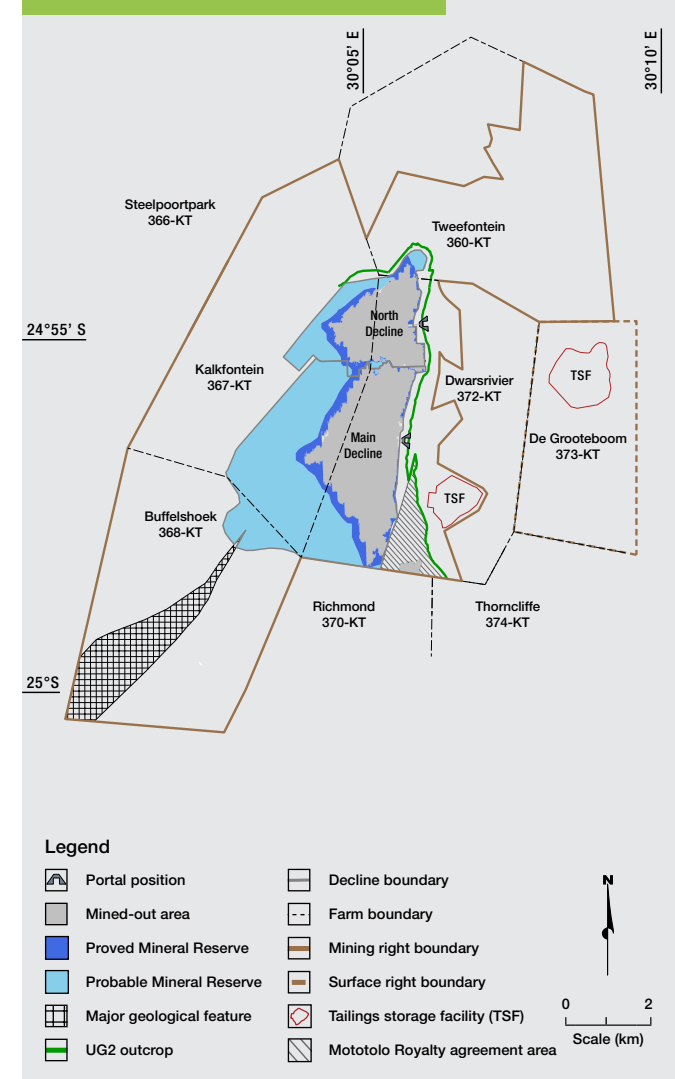 30°05' E
30°10' E
Steelpoortpark
366-KT
Tweefontein
360-KT
North
Decline
24°55' S
Kalkfontein
367-KT
Dwarsrivier
372-KT
TSF
De Grooteboom
373-KT
Main
Decline
TSF
Buffelshoek
368-KT
Richmond
370-KT
Thorncliffe
374-KT
25°S
Legend
Portal position
Mined-out area
Proved Mineral Reserve
Probable Mineral Reserve
Major geological feature
UG2 outcrop
Decline boundary
Farm boundary
Mining right boundary
Surface right boundary
Tailings storage facility (TSF)
Mototolo Royalty agreement area
N
0 2
Scale (km)